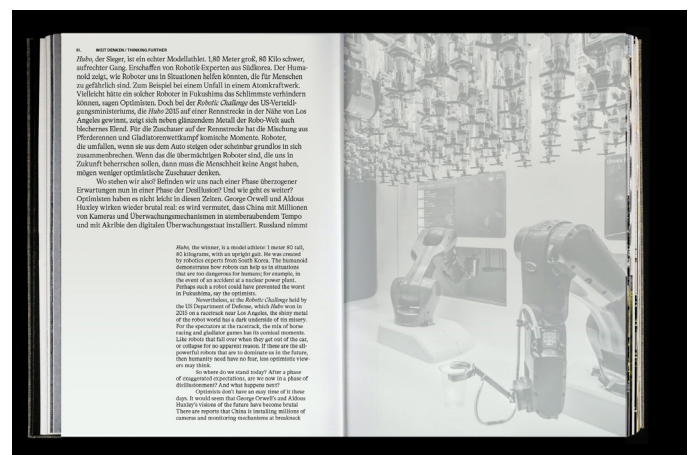 81. WEIT DENKEN / THINKING FURTHER
Hubo, der Sieger, ist ein echter Modellathlet. 1,80 Meter groß, 80 Kilo schwer,
aufrechter Gang. Erschaffen von Robotik-Experten aus Südkorea. Der Huma-
noid zeigt, wie Roboter uns in Situationen helfen könnten, die für Menschen
zu gefährlich sind. Zum Beispiel bei einem Unfall in einem Atomkraftwerk.
Vielleicht hätte ein solcher Roboter in Fukushima das Schlimmste verhindern
können, sagen Optimisten. Doch bei der Robotic Challenge des US-Verteidi-
gungsministeriums, die Hubo 2015 auf einer Rennstrecke in der Nähe von Los
Angeles gewinnt, zeigt sich neben glänzendem Metall der Robo-Welt auch
blechernes Elend. Für die Zuschauer auf der Rennstrecke hat die Mischung aus
Pferderennen und Gladiatorenwettkampf komische Momente. Roboter,
die umfallen, wenn sie aus dem Auto steigen oder scheinbar grundlos in sich
zusammenbrechen. Wenn das die übermächtigen Roboter sind, die uns in
Zukunft beherrschen sollen, dann muss die Menschheit keine Angst haben,
mögen weniger optimistische Zuschauer denken.
Wo stehen wir also? Befinden wir uns nach einer Phase überzogener
Erwartungen nun in einer Phase der Desillusion? Und wie geht es weiter?
Optimisten haben es nicht leicht in diesen Zeiten. George Orwell und Aldous
Huxley wirken wieder brutal real: es wird vermutet, dass China mit Millionen
von Kameras und Überwachungsmechanismen in atemberaubendem Tempo
und mit Akribie den digitalen Überwachungsstaat installiert. Russland nimmt
Hubo, the winner, is a model athlete: 1 meter 80 tall,
80 kilograms, with an upright gait. He was created
by robotics experts from South Korea. The humanoid
demonstrates how robots can help us in situations
that are too dangerous for humans; for example, in
the event of an accident at a nuclear power plant.
Perhaps such a robot could have prevented the worst
in Fukushima, say the optimists.
Nevertheless, at the Robotic Challenge held by
the US Department of Defense, which Hubo won in
2015 on a racetrack near Los Angeles, the shiny metal
of the robot world has a dark underside of tin misery.
For the spectators at the racetrack, the mix of horse
racing and gladiator games has its comical moments.
Like robots that fall over when they get out of the car,
or collapse for no apparent reason. If these are the all-
powerful robots that are to dominate us in the future,
then humanity need have no fear, less optimistic view-
ers may think.
So where do we stand today? After a phase
of exaggerated expectations, are we now in a phase of
disillusionment? And what happens next?
Optimists don't have an easy time of it these
days. It would seem that George Orwell's and Aldous
Huxley's visions of the future have become brutal
There are reports that China is installing millions of
cameras and monitoring mechanisms at breakneck